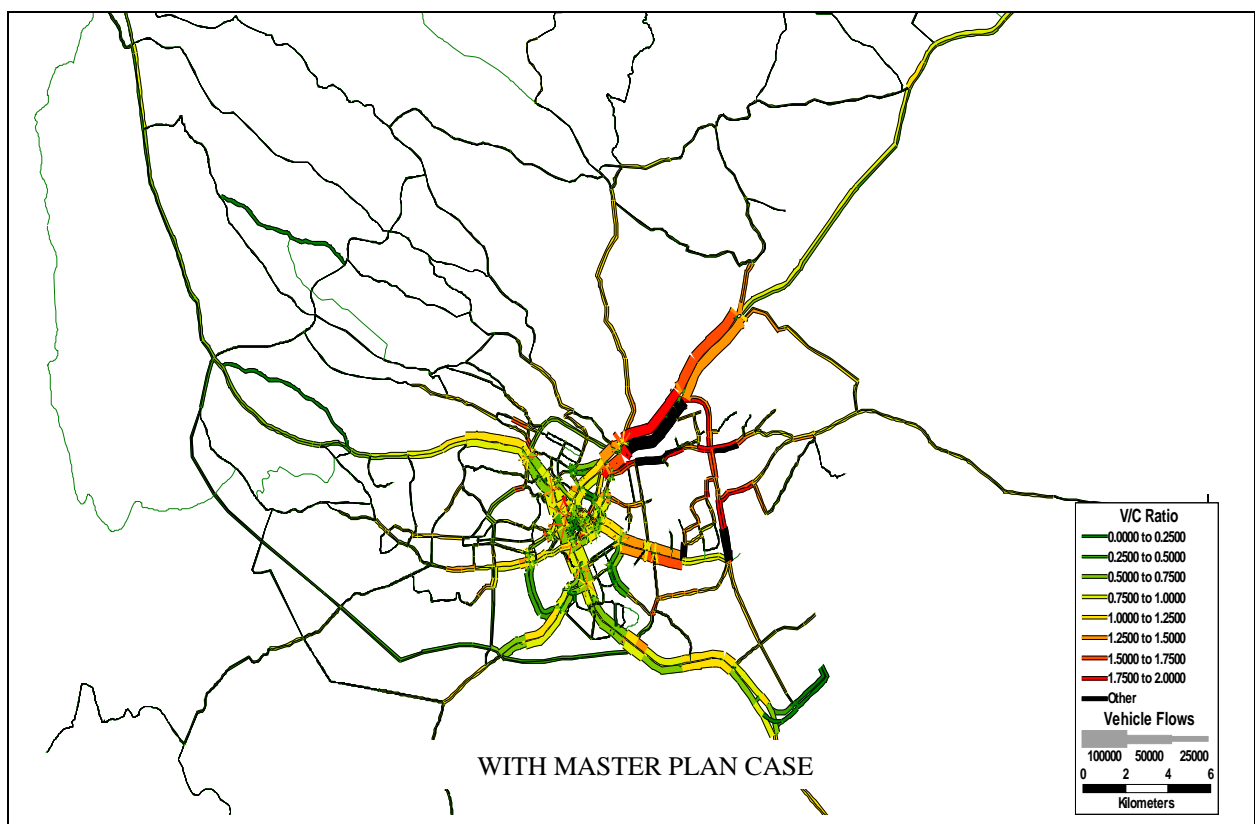 V/C Ratio
0.0000 to 0.2500
0.2500 to 0.5000
0.5000 to 0.7500
0.7500 to 1.0000
1.0000 to 1.2500
1.2500 to 1.5000
1.5000 to 1.7500
1.7500 to 2.0000
Other
Vehicle Flows
100000 50000 25000
0 2 4 6
Kilometers
WITH MASTER PLAN CASE